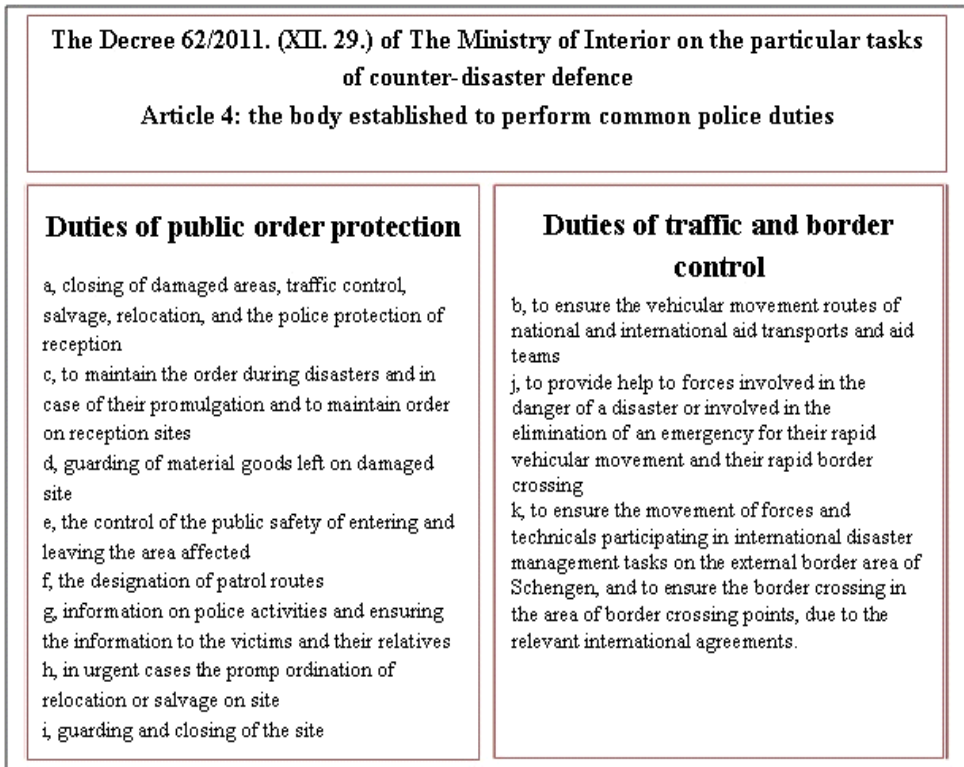 The Decree 62/2011. (XII. 29.) of The Ministry of Interior on the particular tasks
of counter-disaster defence
Article 4: the body established to perform common police duties
Duties of public order protection
a, closing of damaged areas, traffic control,
salvage, relocation, and the police protection of
reception
c, to maintain the order during disasters and in
case of their promulgation and to maintain order
on reception sites
d, guarding of material goods left on damaged
site
e, the control of the public safety of entering and
leaving the area affected
f, the designation of patrol routes
g, information on police activities and ensuring
the information to the victims and their relatives
h, in urgent cases the promp ordination of
relocation or salvage on site
i, guarding and closing of the site
Duties of traffic and border
control
b, to ensure the vehicular movement routes of
national and international aid transports and aid
teams
j, to provide help to forces involved in the
danger of a disaster or involved in the
elimination of an emergency for their rapid
vehicular movement and their rapid border
crossing
k, to ensure the movement of forces and
technicals participating in international disaster
management tasks on the external border area of
Schengen, and to ensure the border crossing in
the area of border crossing points, due to the
relevant international agreements.